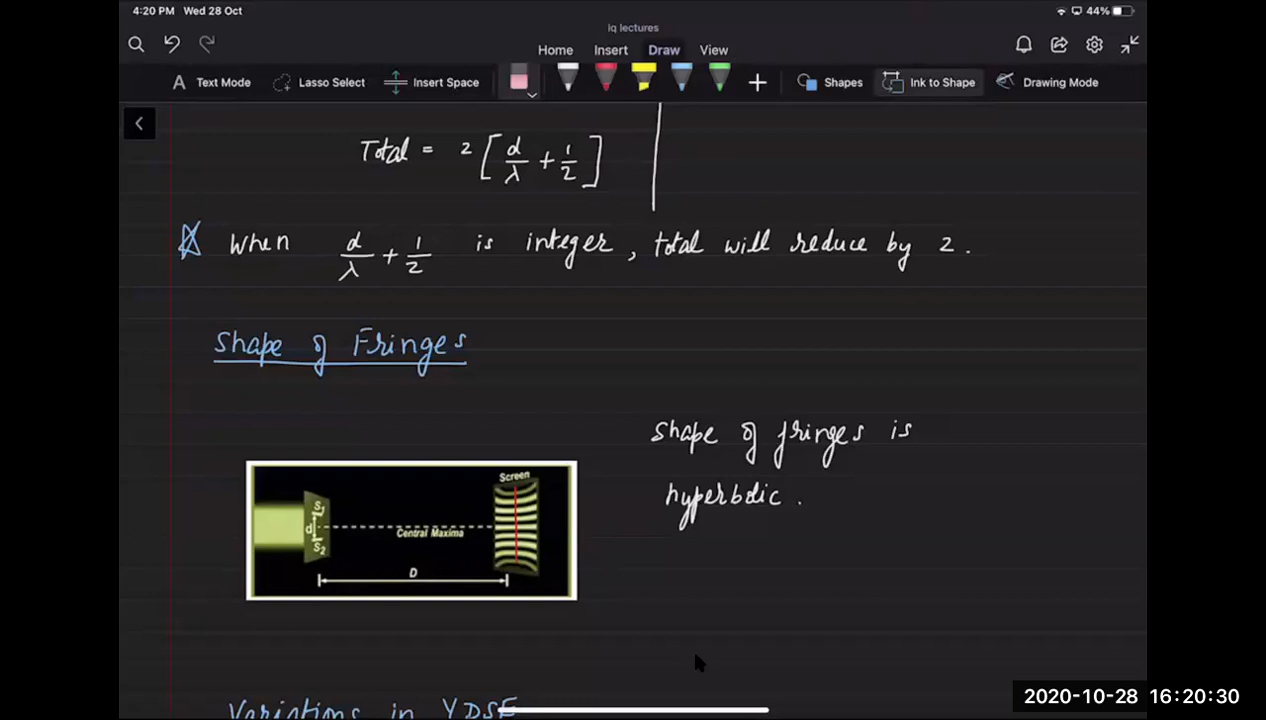 4:20 PM Wed 28 Oct
44%
iq lectures
Home Insert Draw View
Text Mode Lasso Select Insert Space Shapes Ink to Shape Drawing Mode
Total = 2 [d/λ + 1/2]
When d/λ + 1/2 is integer, total will reduce by 2.
Shape of Fringes
Shape of fringes is
hyperbolic.
Screen
S1
d
S2
Central Maxima
D
Variations in YDSE
2020-10-28 16:20:30